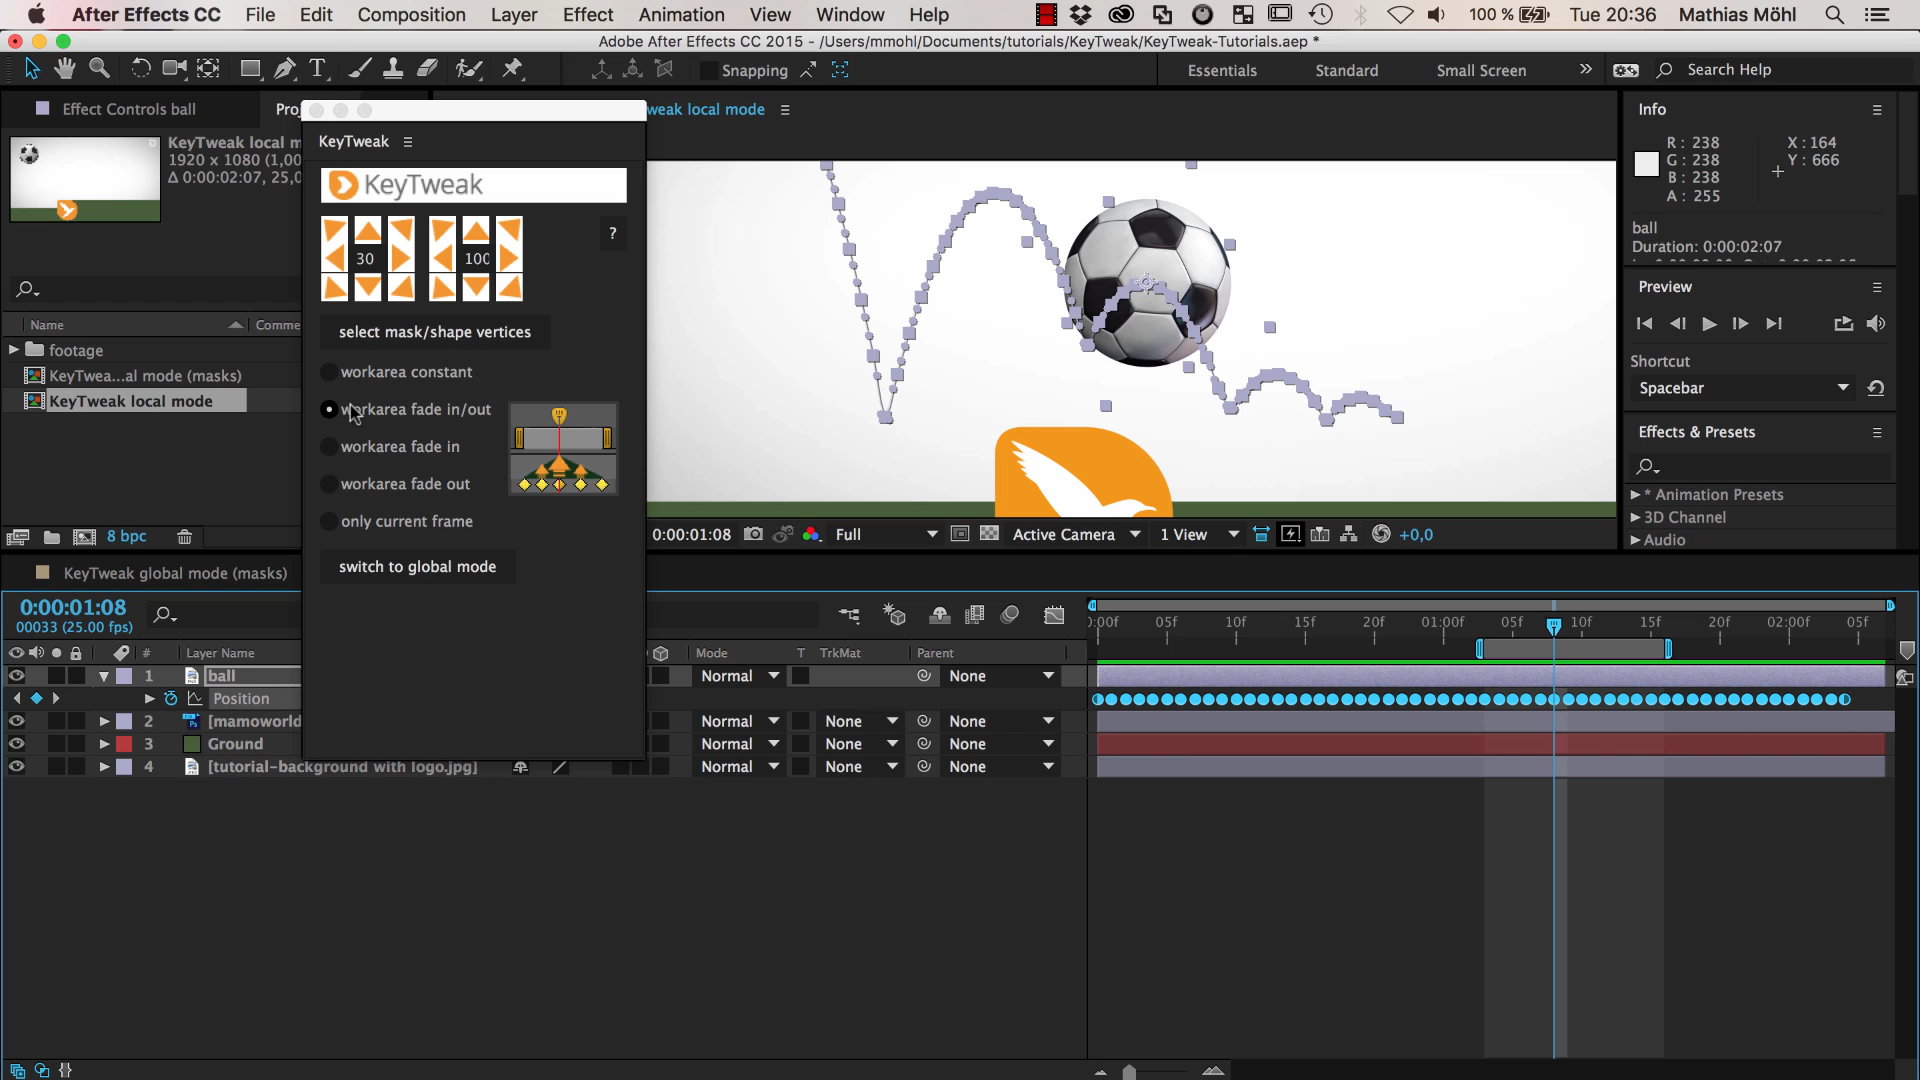 After Effects CC File Edit Composition Layer Effect Animation View Window Help 100 % Tue 20:36 Mathias Möhl
Adobe After Effects CC 2015 - /Users/mmohl/Documents/tutorials/KeyTweak/KeyTweak-Tutorials.aep *
Snapping Essentials Standard Small Screen Search Help
Effect Controls ball
KeyTweak local m
1920 x 1080 (1,00
Δ 0:00:02:07, 25,0
Name Comme
footage
KeyTwea...al mode (masks)
KeyTweak local mode
8 bpc
KeyTweak
KeyTweak
30 100 ?
select mask/shape vertices
workarea constant
workarea fade in/out
workarea fade in
workarea fade out
only current frame
switch to global mode
weak local mode
0:00:01:08 Full Active Camera 1 View +0,0
Info
R: 238 X: 164
G: 238 Y: 666
B: 238
A: 255
ball
Duration: 0:00:02:07
Preview
Shortcut
Spacebar
Effects & Presets
* Animation Presets
3D Channel
Audio
KeyTweak global mode (masks)
0:00:01:08
00033 (25.00 fps)
:00f 05f 10f 15f 20f 01:00f 05f 10f 15f 20f 02:00f 05f
# Layer Name Mode T TrkMat Parent
1 ball Normal None
Position
2 [mamoworld Normal None None
3 Ground Normal None None
4 [tutorial-background with logo.jpg] Normal None None